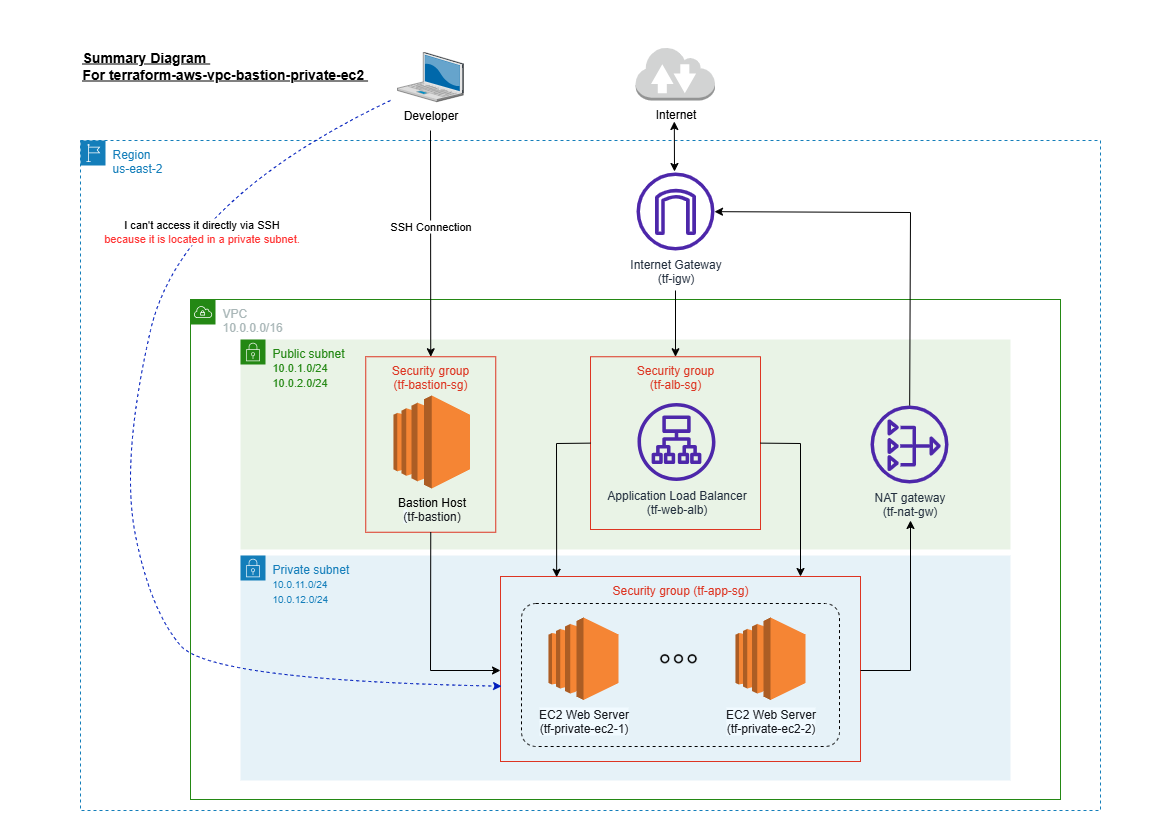 Summary Diagram
For terraform-aws-vpc-bastion-private-ec2
Developer
Internet
Region
us-east-2
I can't access it directly via SSH
because it is located in a private subnet.
SSH Connection
Internet Gateway
(tf-igw)
VPC
10.0.0.0/16
Public subnet
10.0.1.0/24
10.0.2.0/24
Security group
(tf-bastion-sg)
Bastion Host
(tf-bastion)
Security group
(tf-alb-sg)
Application Load Balancer
(tf-web-alb)
NAT gateway
(tf-nat-gw)
Private subnet
10.0.11.0/24
10.0.12.0/24
Security group (tf-app-sg)
EC2 Web Server
(tf-private-ec2-1)
EC2 Web Server
(tf-private-ec2-2)